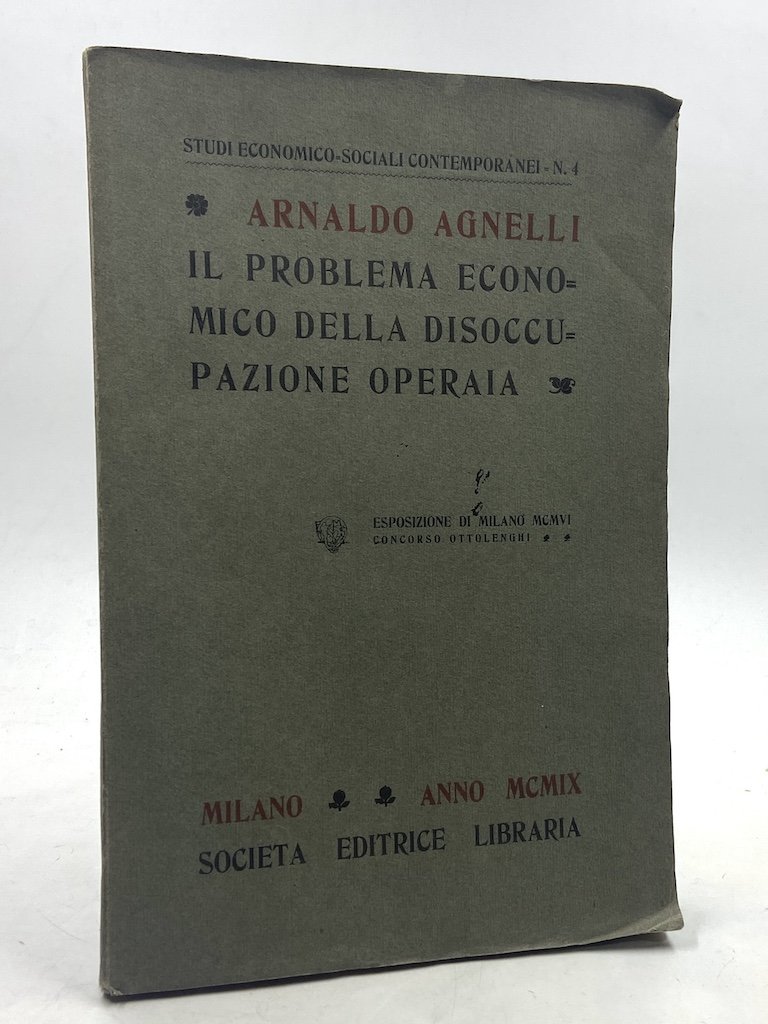 STUDI ECONOMICO=SOCIALI CONTEMPORANEI = N. 4
ARNALDO AGNELLI
IL PROBLEMA ECONO=
MICO DELLA DISOCCU=
PAZIONE OPERAIA
ESPOSIZIONE DI MILANO MCMVI
CONCORSO OTTOLENGHI
MILANO ANNO MCMIX
SOCIETA EDITRICE LIBRARIA